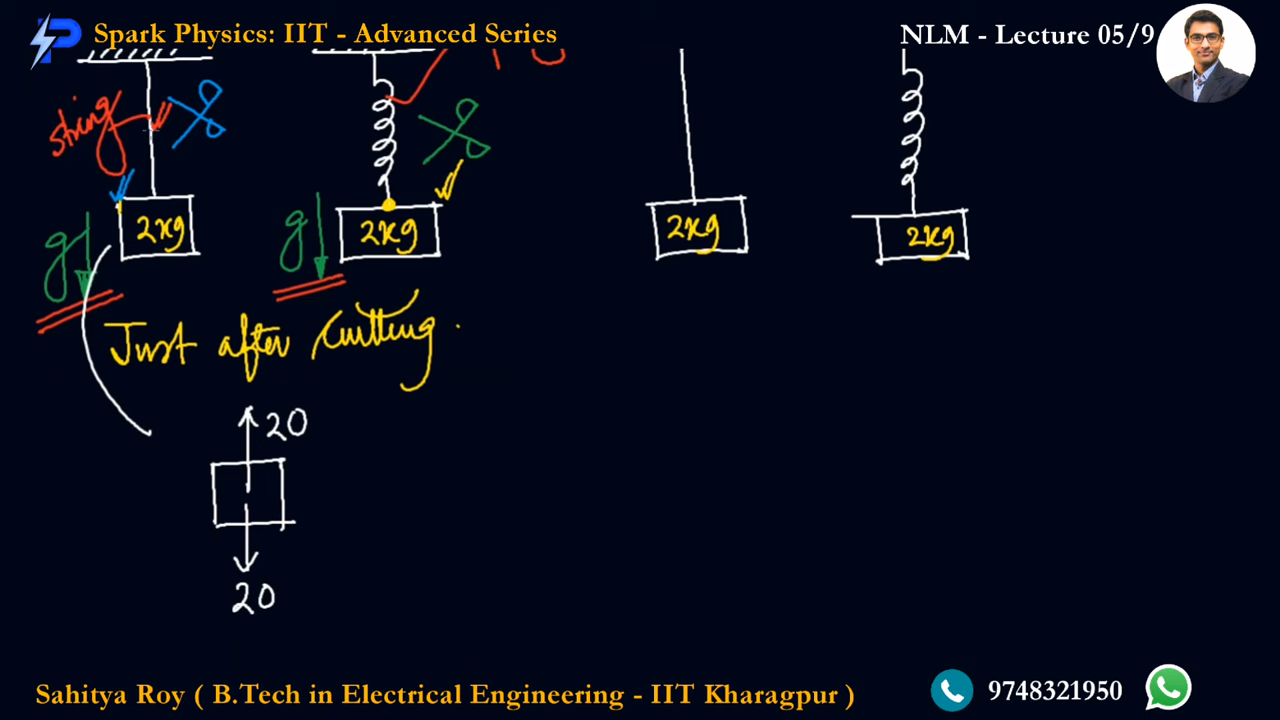 Spark Physics: IIT - Advanced Series
NLM - Lecture 05/9
string
2kg
2kg
2kg
2kg
g
g
Just after Cutting.
20
20
Sahitya Roy ( B.Tech in Electrical Engineering - IIT Kharagpur )
9748321950